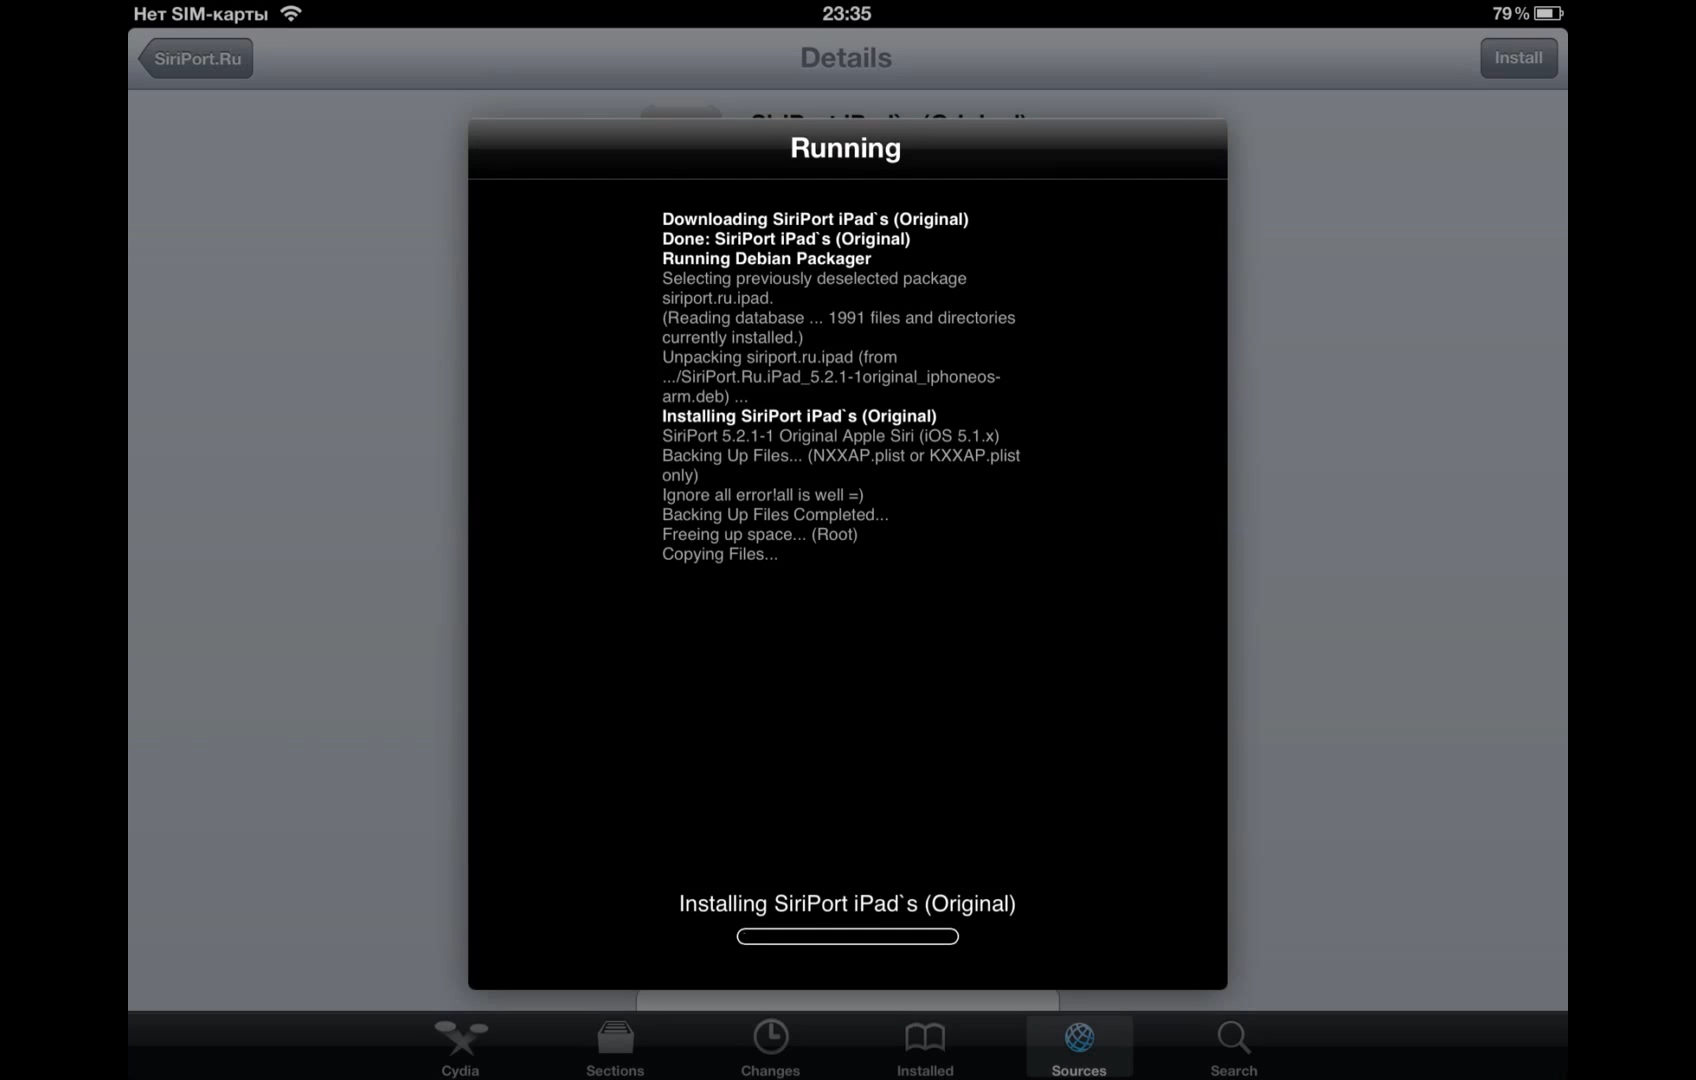 Нет SIM-карты 23:35 79 %
SiriPort.Ru Details Install
SiriPort iPad`s (Original)
Running
Downloading SiriPort iPad`s (Original)
Done: SiriPort iPad`s (Original)
Running Debian Packager
Selecting previously deselected package
siriport.ru.ipad.
(Reading database ... 1991 files and directories
currently installed.)
Unpacking siriport.ru.ipad (from
.../SiriPort.Ru.iPad_5.2.1-1original_iphoneos-
arm.deb) ...
Installing SiriPort iPad`s (Original)
SiriPort 5.2.1-1 Original Apple Siri (iOS 5.1.x)
Backing Up Files... (NXXAP.plist or KXXAP.plist
only)
Ignore all error!all is well =)
Backing Up Files Completed...
Freeing up space... (Root)
Copying Files...
Installing SiriPort iPad`s (Original)
Cydia Sections Changes Installed Sources Search